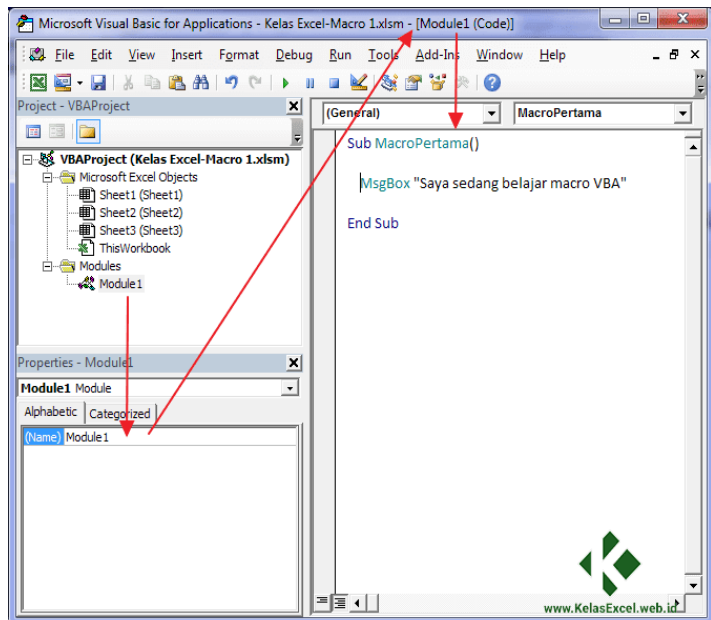 Microsoft Visual Basic for Applications - Kelas Excel-Macro 1.xlsm - [Module1 (Code)]
File Edit View Insert Format Debug Run Tools Add-Ins Window Help
Project - VBAProject
VBAProject (Kelas Excel-Macro 1.xlsm)
Microsoft Excel Objects
Sheet1 (Sheet1)
Sheet2 (Sheet2)
Sheet3 (Sheet3)
ThisWorkbook
Modules
Module1
Properties - Module1
Module1 Module
Alphabetic Categorized
(Name) Module1
(General) MacroPertama
Sub MacroPertama()
MsgBox "Saya sedang belajar macro VBA"
End Sub
www.KelasExcel.web.id